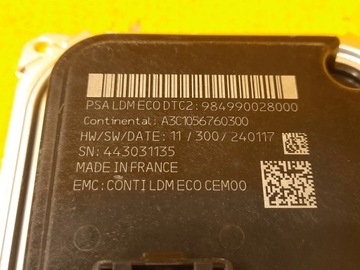 PSA LDM ECO DTC2: 984990028000
Continental: A3C1056760300
HW/SW/DATE: 11 / 300 / 240117
SN: 443031135
MADE IN FRANCE
EMC: CONTI LDM ECO CEM00